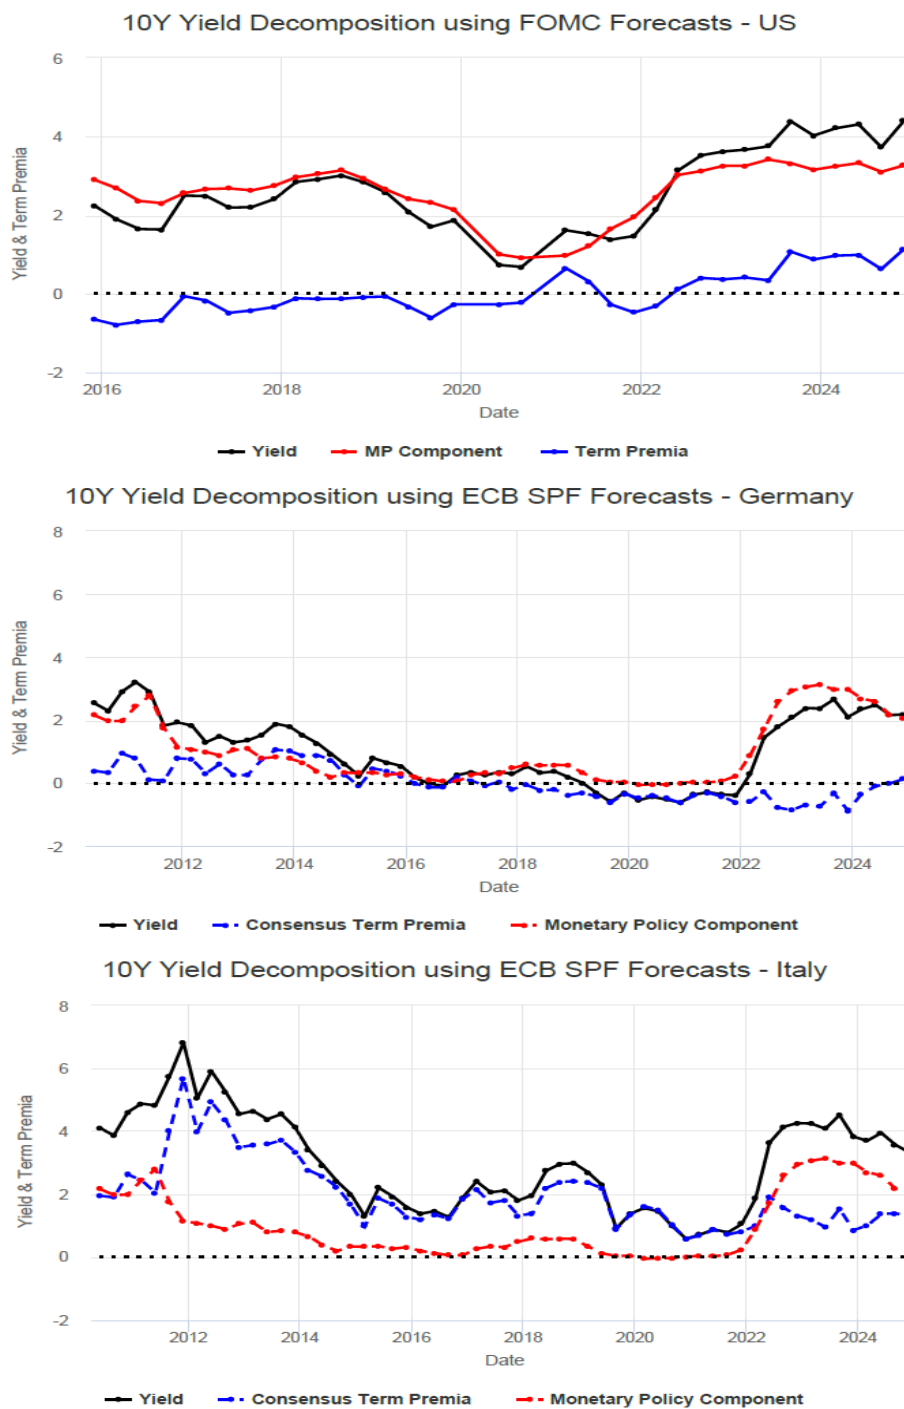 10Y Yield Decomposition using FOMC Forecasts - US
6
4
2
0
-2
Yield & Term Premia
2016 2018 2020 2022 2024
Date
Yield MP Component Term Premia
10Y Yield Decomposition using ECB SPF Forecasts - Germany
8
6
4
2
0
-2
Yield & Term Premia
2012 2014 2016 2018 2020 2022 2024
Date
Yield Consensus Term Premia Monetary Policy Component
10Y Yield Decomposition using ECB SPF Forecasts - Italy
8
6
4
2
0
-2
Yield & Term Premia
2012 2014 2016 2018 2020 2022 2024
Date
Yield Consensus Term Premia Monetary Policy Component